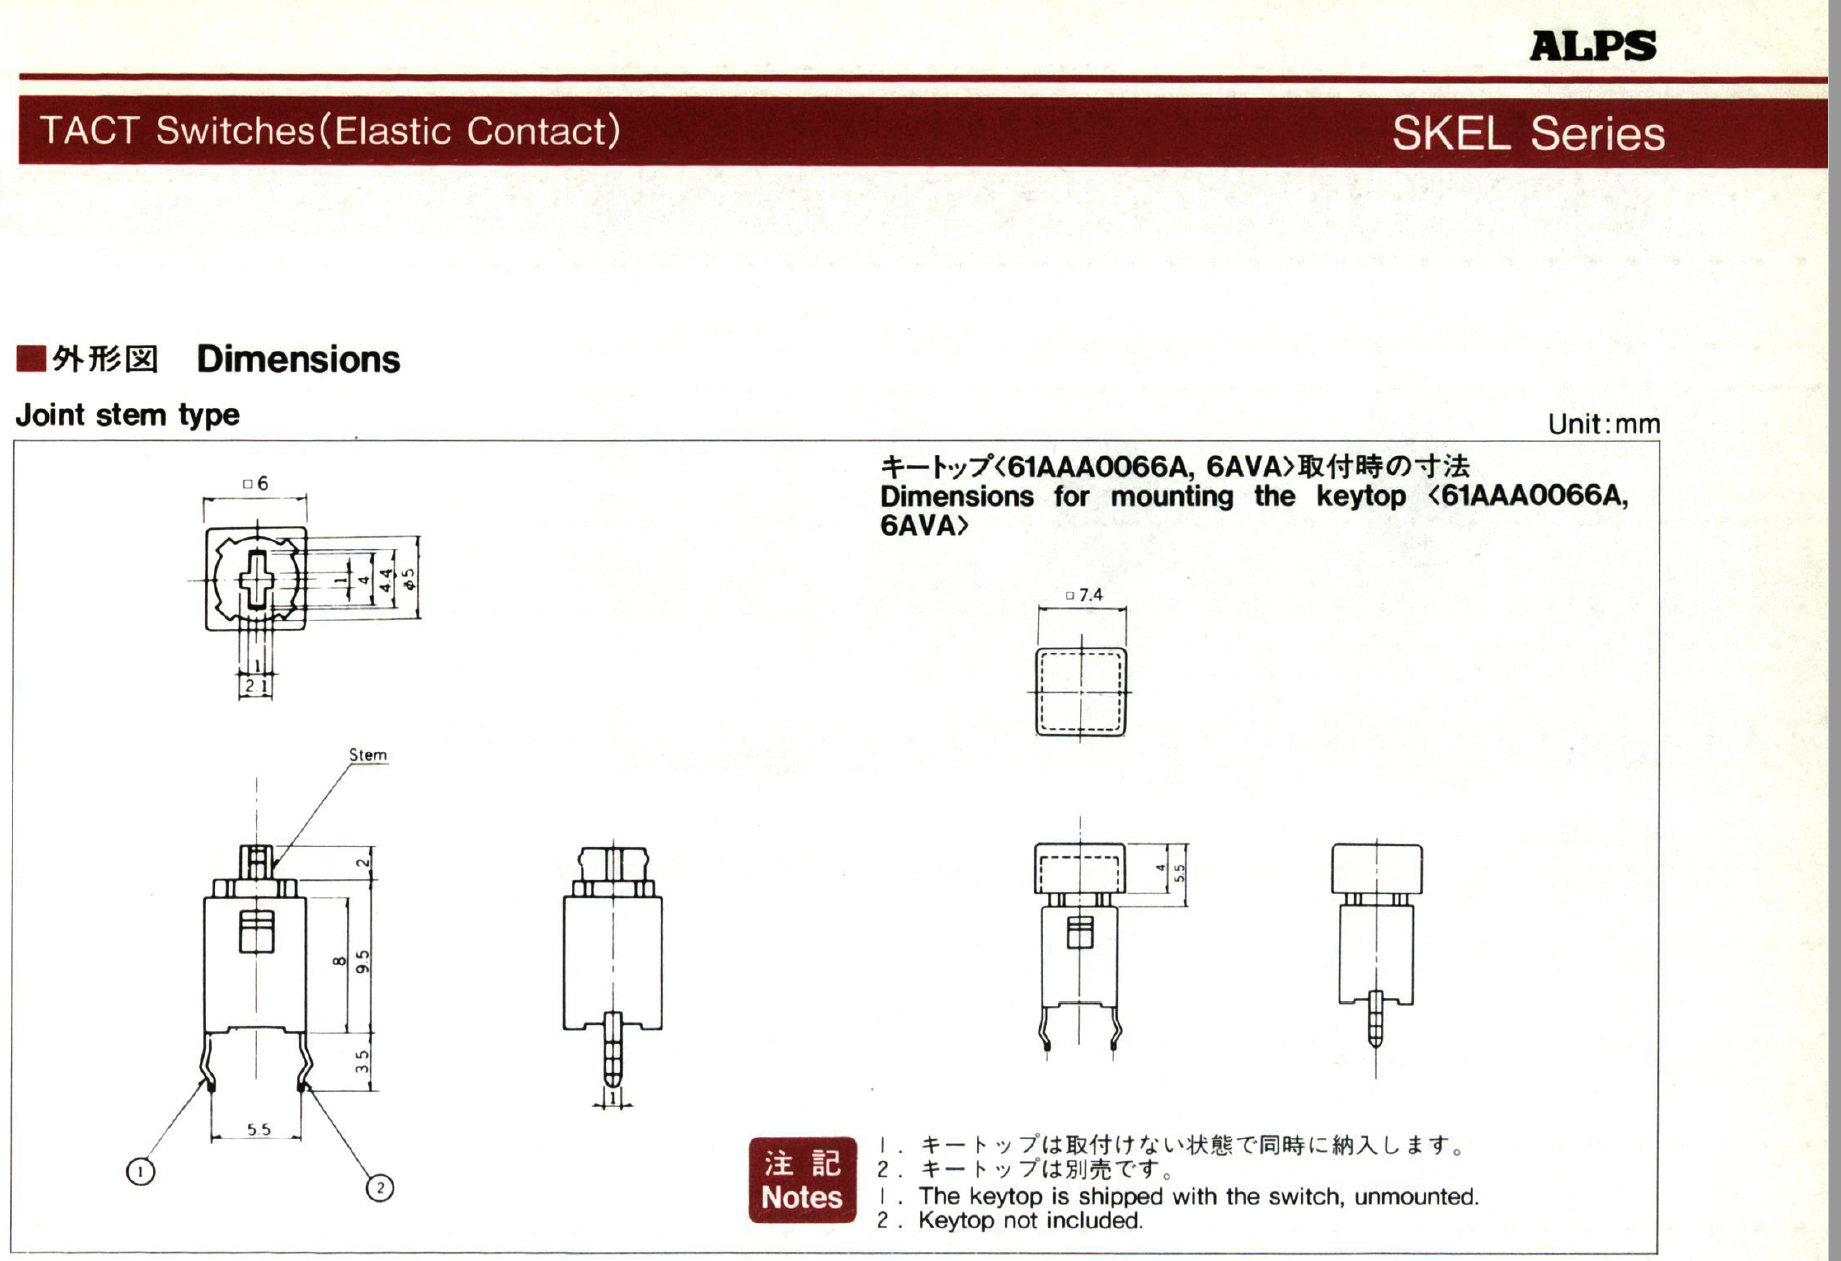 ALPS
TACT Switches(Elastic Contact)
SKEL Series
■外形図 Dimensions
Joint stem type
Unit:mm
キートップ〈61AAA0066A, 6AVA〉取付時の寸法
Dimensions for mounting the keytop 〈61AAA0066A,
6AVA〉
□6
1
4
4.4
φ5
1
2.1
□7.4
Stem
2
8
9.5
3.5
5.5
1
2
1
4
5.5
注記
Notes
1. キートップは取付けない状態で同時に納入します。
2. キートップは別売です。
1. The keytop is shipped with the switch, unmounted.
2. Keytop not included.